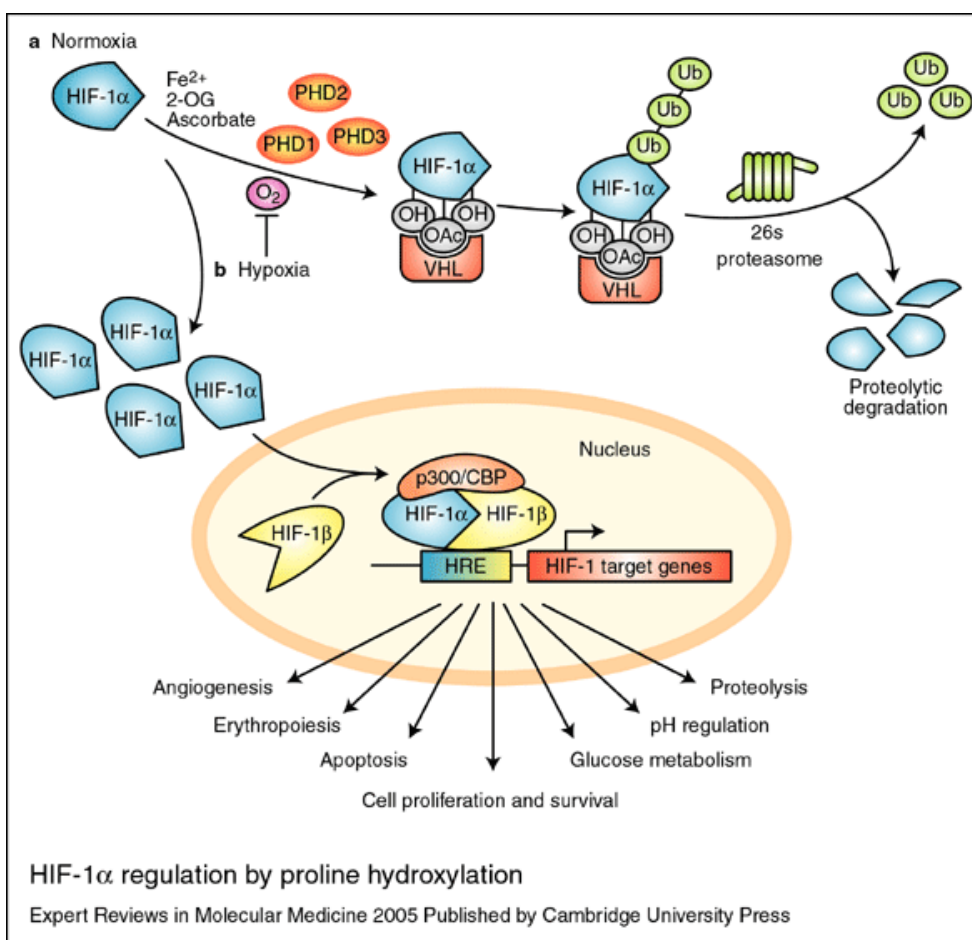 a Normoxia
HIF-1α
Fe2+
2-OG
Ascorbate
PHD2
PHD1
PHD3
O2
b Hypoxia
HIF-1α
OH
OH
OAc
VHL
Ub
Ub
Ub
HIF-1α
OH
OH
OAc
VHL
26s
proteasome
Ub
Ub
Ub
Proteolytic
degradation
HIF-1α
HIF-1α
HIF-1α
HIF-1α
Nucleus
p300/CBP
HIF-1α
HIF-1β
HIF-1β
HRE
HIF-1 target genes
Angiogenesis
Erythropoiesis
Apoptosis
Cell proliferation and survival
Glucose metabolism
pH regulation
Proteolysis
HIF-1α regulation by proline hydroxylation
Expert Reviews in Molecular Medicine 2005 Published by Cambridge University Press